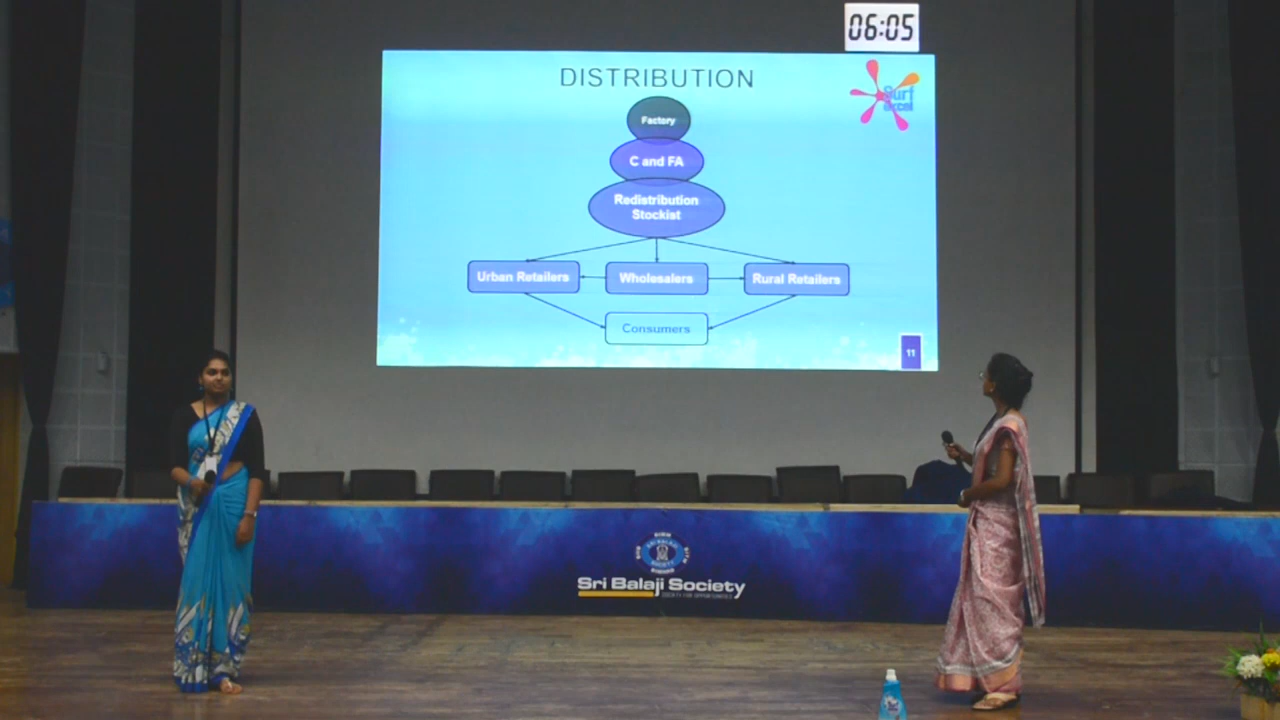 06:05
DISTRIBUTION
Surf
excel
Factory
C and FA
Redistribution
Stockist
Urban Retailers
Wholesalers
Rural Retailers
Consumers
11
Sri Balaji Society